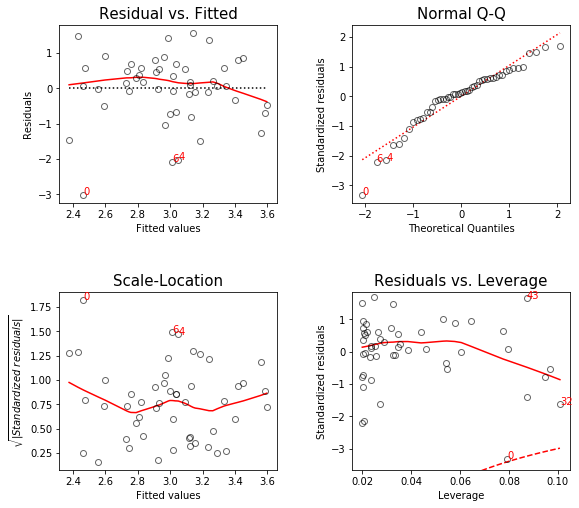 Residual vs. Fitted
Residuals
1
0
−1
−2
−3
0
6
4
2.4 2.6 2.8 3.0 3.2 3.4 3.6
Fitted values
Normal Q-Q
Standardized residuals
2
1
0
−1
−2
−3
0
6
4
−2 −1 0 1 2
Theoretical Quantiles
Scale-Location
√|Standardized residuals|
1.75
1.50
1.25
1.00
0.75
0.50
0.25
0
6
4
2.4 2.6 2.8 3.0 3.2 3.4 3.6
Fitted values
Residuals vs. Leverage
Standardized residuals
1
0
−1
−2
−3
43
32
0
0.02 0.04 0.06 0.08 0.10
Leverage